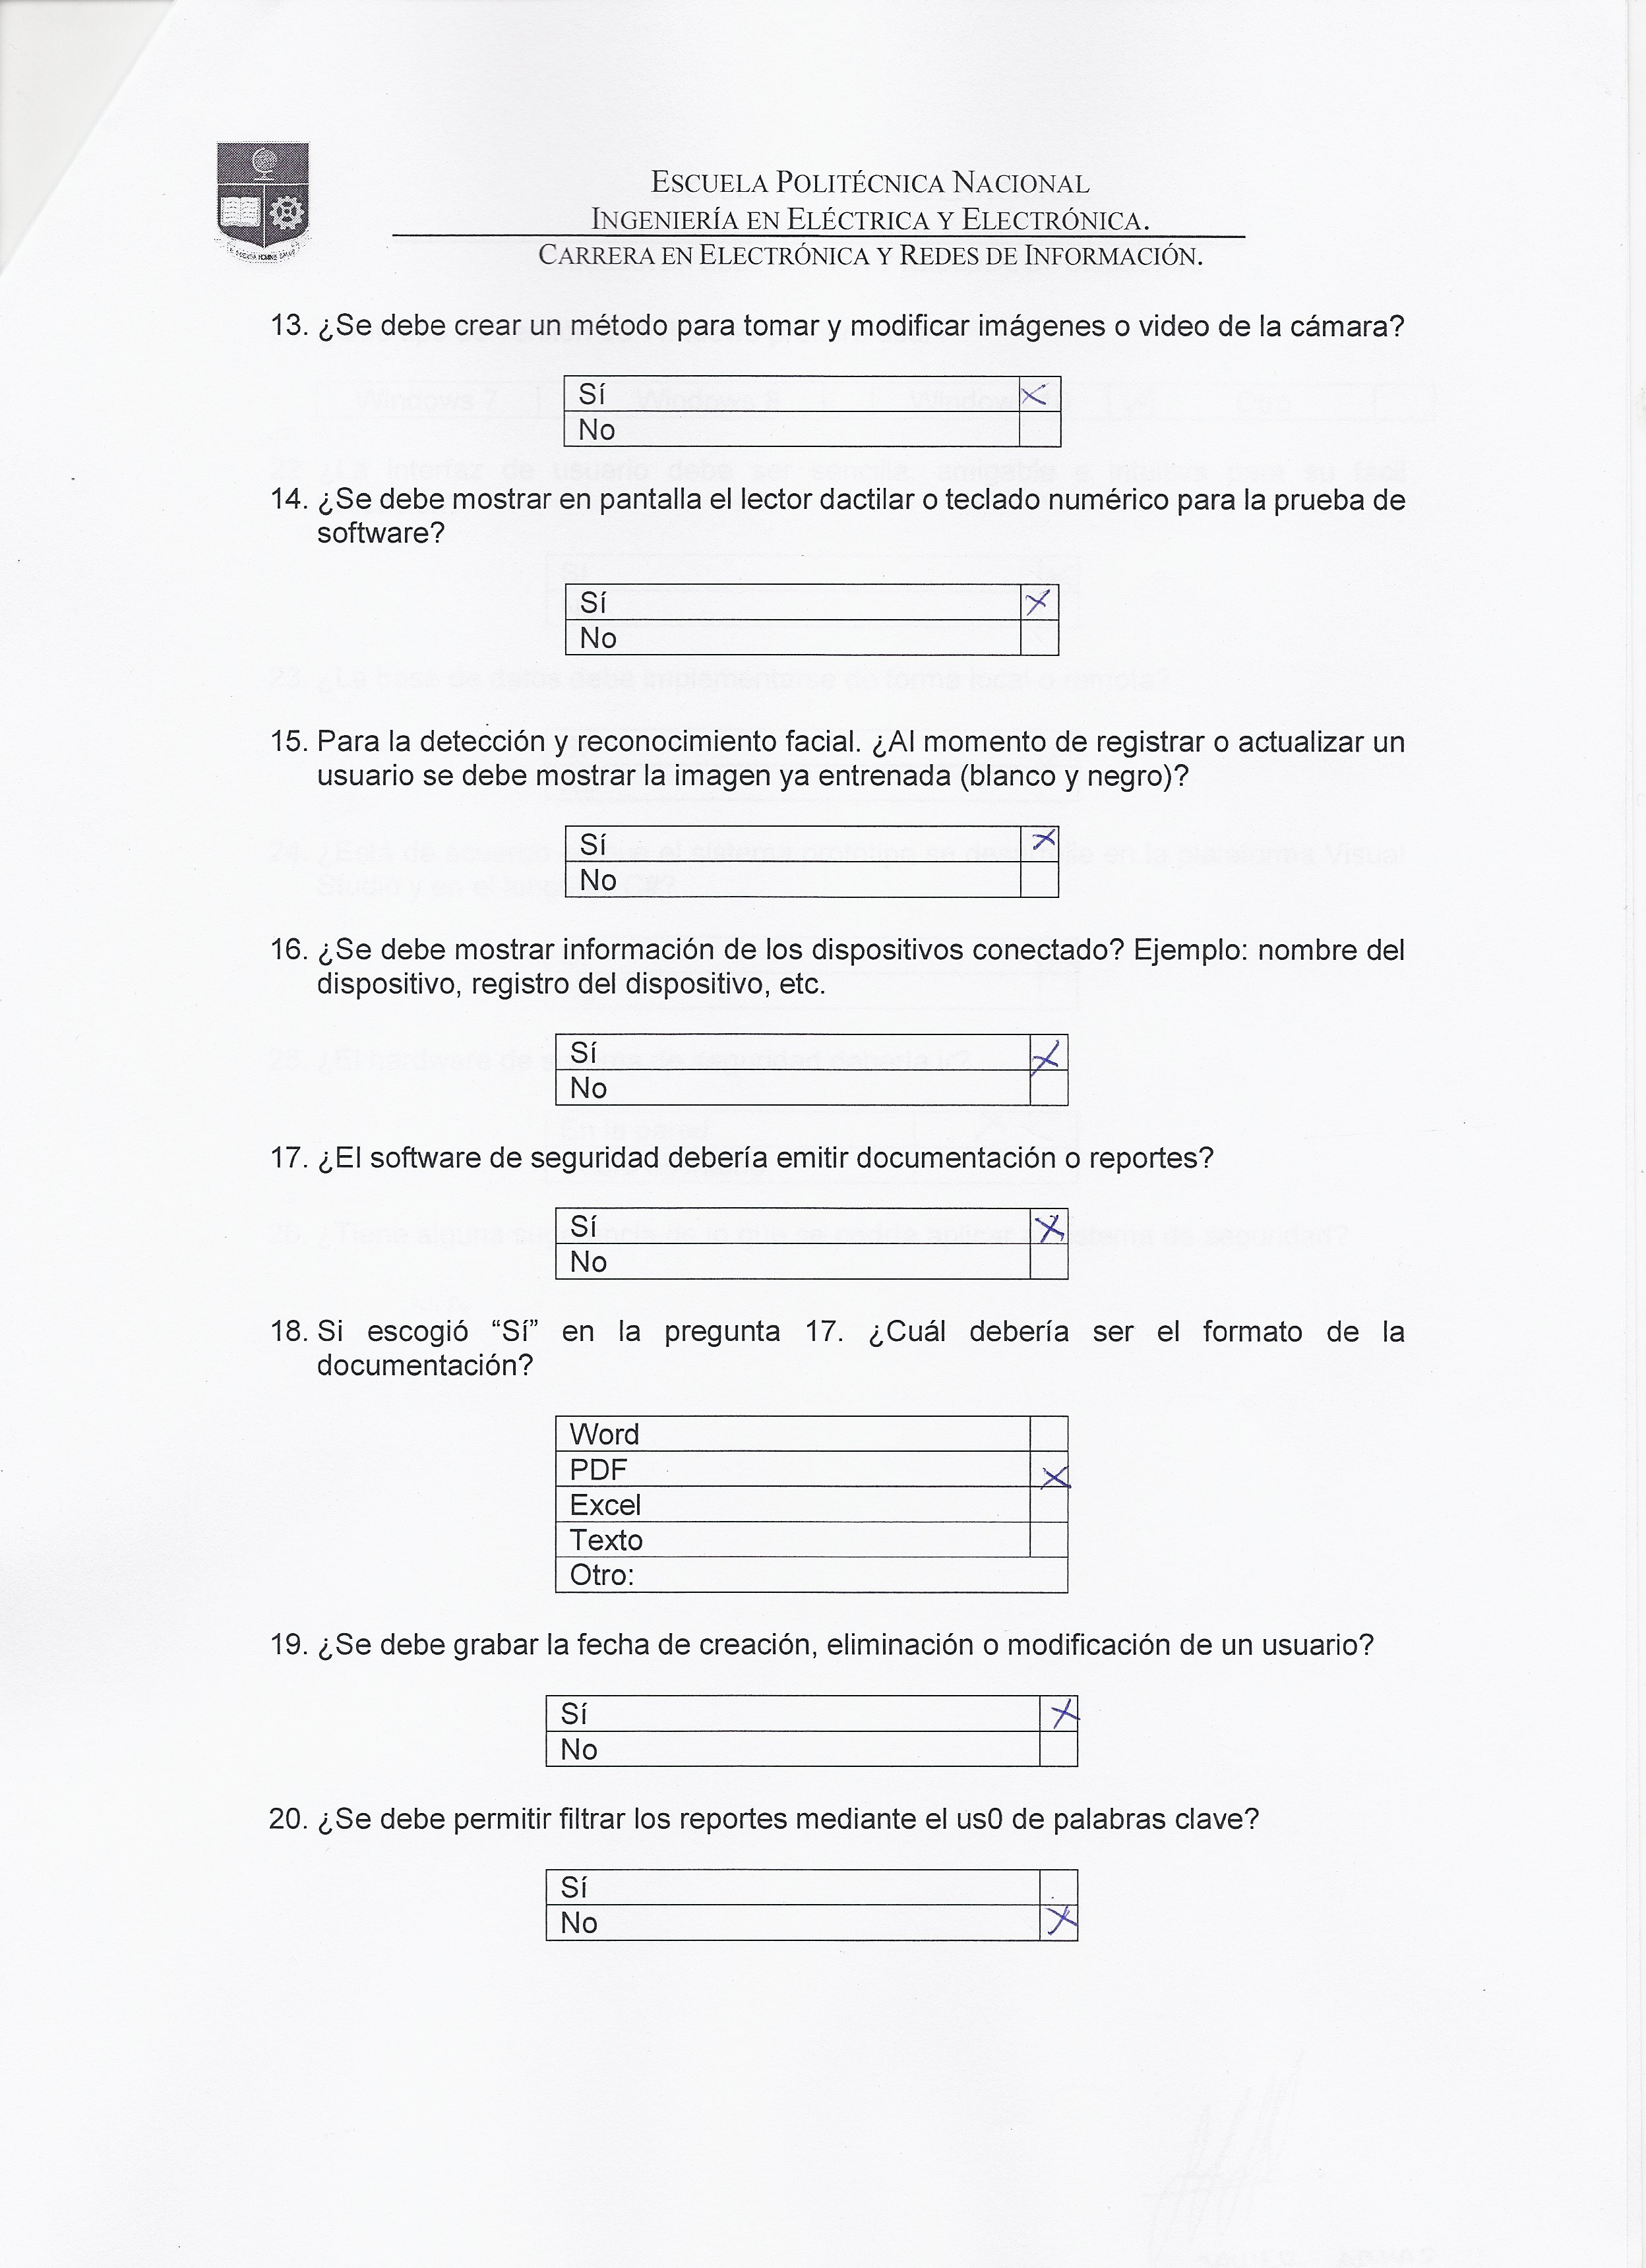 ESCUELA POLITÉCNICA NACIONAL
INGENIERÍA EN ELÉCTRICA Y ELECTRÓNICA.
CARRERA EN ELECTRÓNICA Y REDES DE INFORMACIÓN.
13. ¿Se debe crear un método para tomar y modificar imágenes o video de la cámara?
Sí X
No
14. ¿Se debe mostrar en pantalla el lector dactilar o teclado numérico para la prueba de
software?
Sí X
No
15. Para la detección y reconocimiento facial. ¿Al momento de registrar o actualizar un
usuario se debe mostrar la imagen ya entrenada (blanco y negro)?
Sí X
No
16. ¿Se debe mostrar información de los dispositivos conectado? Ejemplo: nombre del
dispositivo, registro del dispositivo, etc.
Sí X
No
17. ¿El software de seguridad debería emitir documentación o reportes?
Sí X
No
18. Si escogió “Sí” en la pregunta 17. ¿Cuál debería ser el formato de la
documentación?
Word
PDF X
Excel
Texto
Otro:
19. ¿Se debe grabar la fecha de creación, eliminación o modificación de un usuario?
Sí X
No
20. ¿Se debe permitir filtrar los reportes mediante el us0 de palabras clave?
Sí
No X